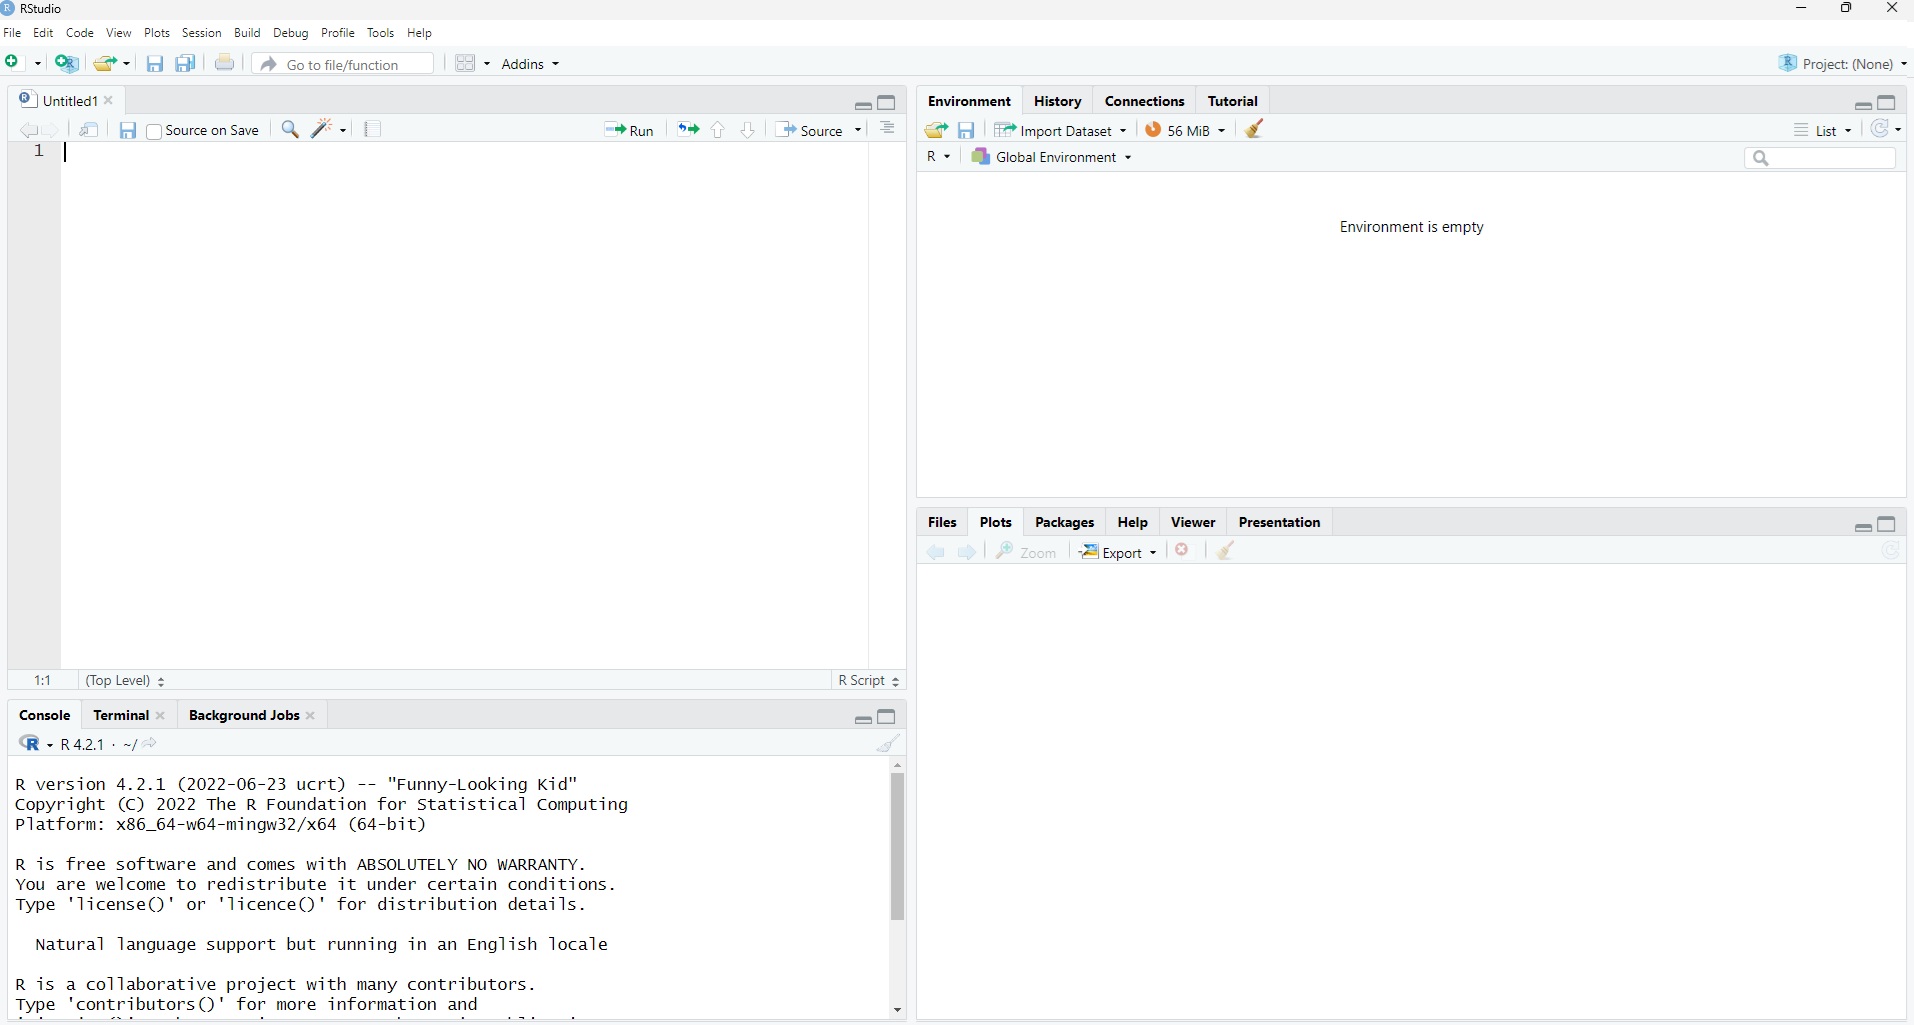 RStudio
File Edit Code View Plots Session Build Debug Profile Tools Help
Go to file/function Addins Project: (None)
Untitled1
Source on Save Run Source
1
1:1 (Top Level) R Script
Console Terminal Background Jobs
R 4.2.1 · ~/
R version 4.2.1 (2022-06-23 ucrt) -- "Funny-Looking Kid"
Copyright (C) 2022 The R Foundation for Statistical Computing
Platform: x86_64-w64-mingw32/x64 (64-bit)
R is free software and comes with ABSOLUTELY NO WARRANTY.
You are welcome to redistribute it under certain conditions.
Type 'license()' or 'licence()' for distribution details.
Natural language support but running in an English locale
R is a collaborative project with many contributors.
Type 'contributors()' for more information and
Environment History Connections Tutorial
Import Dataset 56 MiB List
R Global Environment
Environment is empty
Files Plots Packages Help Viewer Presentation
Zoom Export